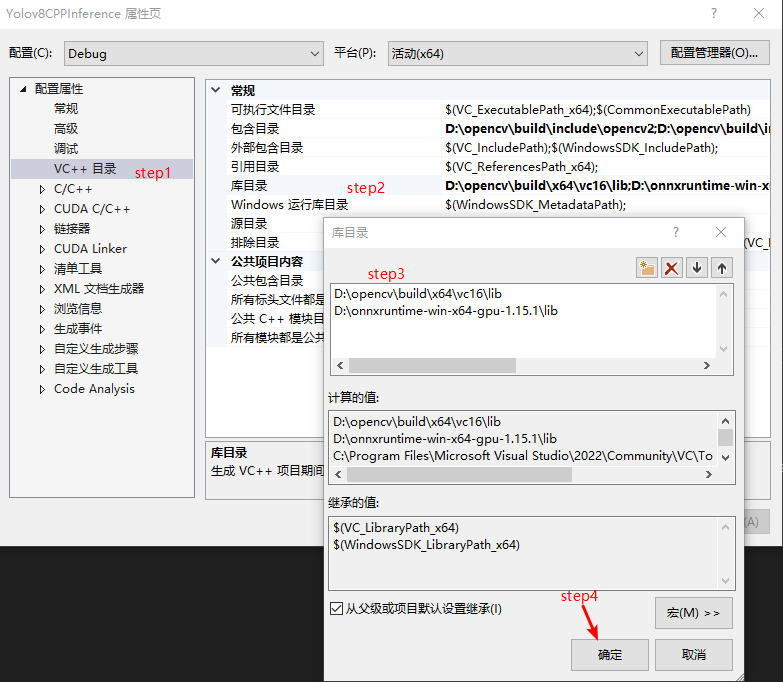 Yolov8CPPInference 属性页
配置(C): Debug 平台(P): 活动(x64) 配置管理器(O)...
配置属性
常规
高级
调试
VC++ 目录
step1
C/C++
CUDA C/C++
链接器
CUDA Linker
清单工具
XML 文档生成器
浏览信息
生成事件
自定义生成步骤
自定义生成工具
Code Analysis
常规
可执行文件目录 $(VC_ExecutablePath_x64);$(CommonExecutablePath)
包含目录 D:\opencv\build\include\opencv2;D:\opencv\build\in
外部包含目录 $(VC_IncludePath);$(WindowsSDK_IncludePath);
引用目录 $(VC_ReferencesPath_x64);
库目录 step2 D:\opencv\build\x64\vc16\lib;D:\onnxruntime-win-x
Windows 运行库目录 $(WindowsSDK_MetadataPath);
源目录
排除目录
公共项目内容
公共包含目录
所有标头文件都是
公共 C++ 模块目
所有模块都是公共
库目录
生成 VC++ 项目期间
(A)
库目录
step3
D:\opencv\build\x64\vc16\lib
D:\onnxruntime-win-x64-gpu-1.15.1\lib
计算的值:
D:\opencv\build\x64\vc16\lib
D:\onnxruntime-win-x64-gpu-1.15.1\lib
C:\Program Files\Microsoft Visual Studio\2022\Community\VC\To
继承的值:
$(VC_LibraryPath_x64)
$(WindowsSDK_LibraryPath_x64)
step4
从父级或项目默认设置继承(I)
宏(M) >>
确定 取消